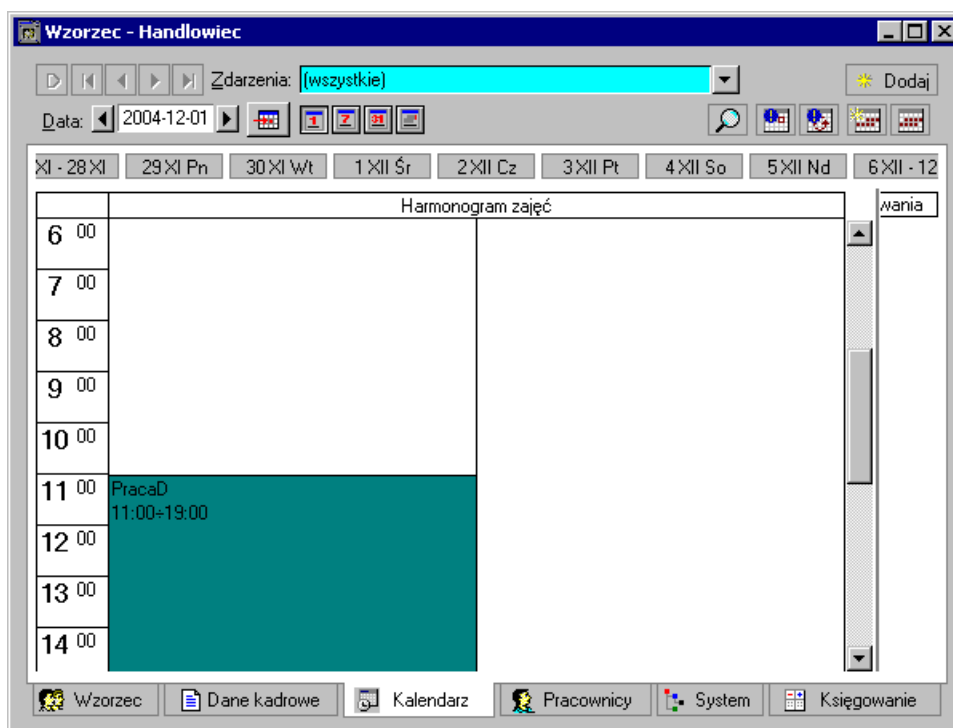 Wzorzec - Handlowiec
Zdarzenia: (wszystkie) Dodaj
Data: 2004-12-01 1 7 31
XI - 28 XI 29 XI Pn 30 XI Wt 1 XII Śr 2 XII Cz 3 XII Pt 4 XII So 5 XII Nd 6 XII - 12
Harmonogram zajęć wania
6 00
7 00
8 00
9 00
10 00
11 00 PracaD
11:00÷19:00
12 00
13 00
14 00
Wzorzec Dane kadrowe Kalendarz Pracownicy System Księgowanie